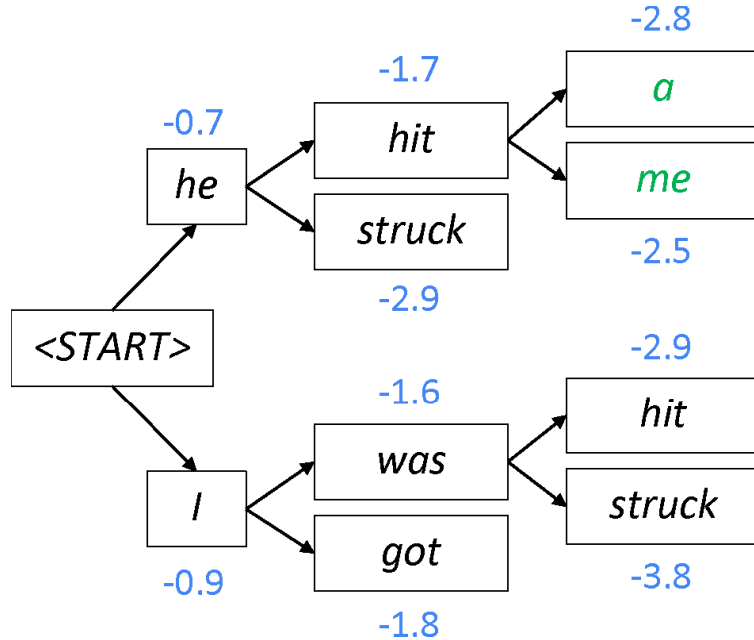 -2.8
-1.7
a
-0.7
hit
he
me
struck
-2.5
-2.9
<START>
-2.9
-1.6
hit
was
I
struck
got
-0.9
-3.8
-1.8